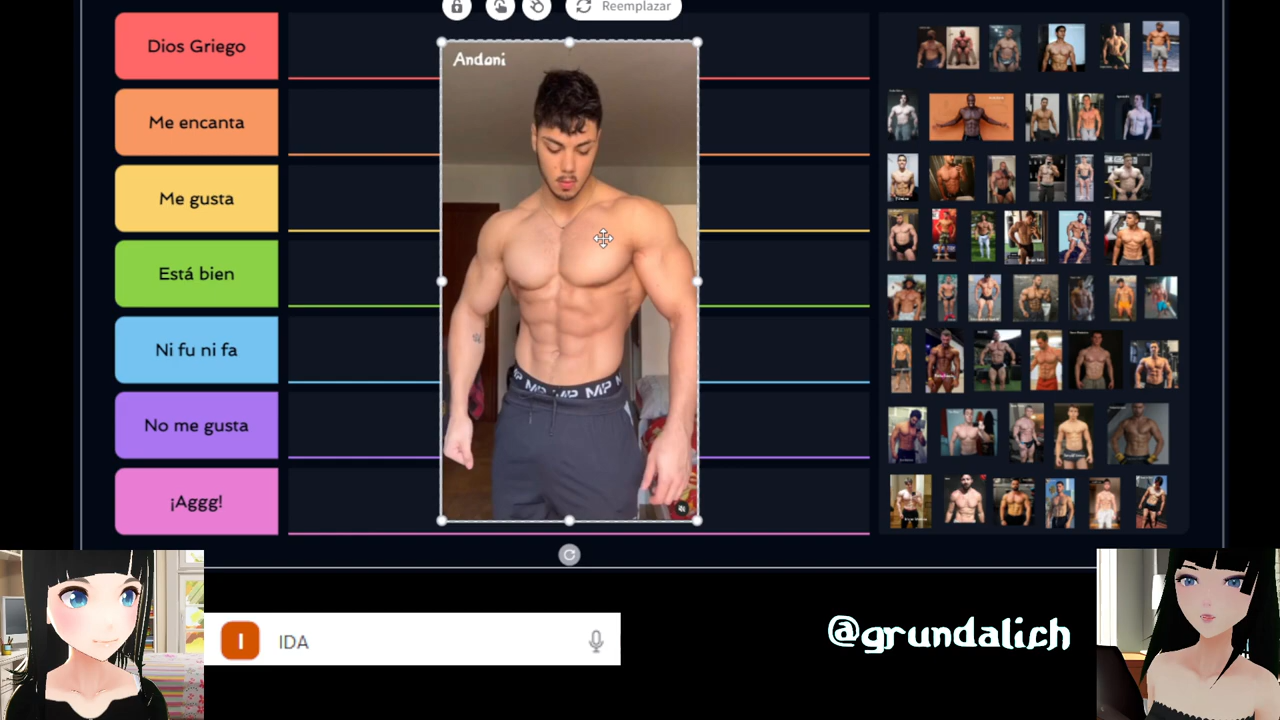 Reemplazar
Dios Griego
Me encanta
Me gusta
Está bien
Ni fu ni fa
No me gusta
¡Aggg!
Andoni
MP MP M
I
IDA
@grundalich